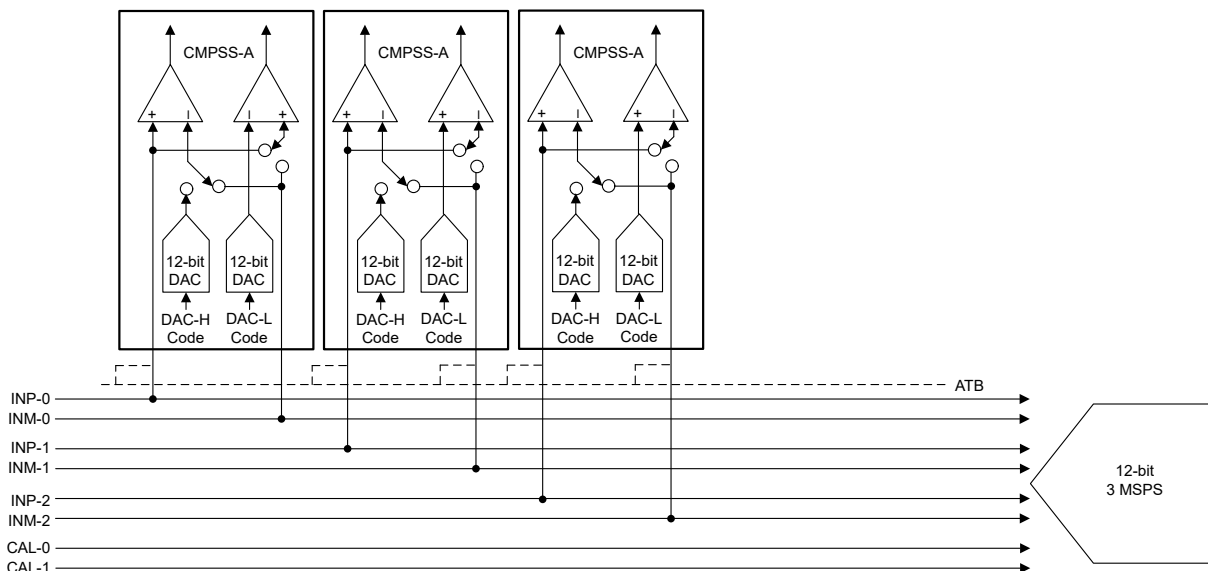 CMPSS-A
CMPSS-A
CMPSS-A
+ – – +
+ – + –
+ – + –
12-bit
DAC
12-bit
DAC
12-bit
DAC
12-bit
DAC
12-bit
DAC
12-bit
DAC
DAC-H
Code
DAC-L
Code
DAC-H
Code
DAC-L
Code
DAC-H
Code
DAC-L
Code
ATB
INP-0
INM-0
INP-1
INM-1
INP-2
INM-2
CAL-0
CAL-1
12-bit
3 MSPS